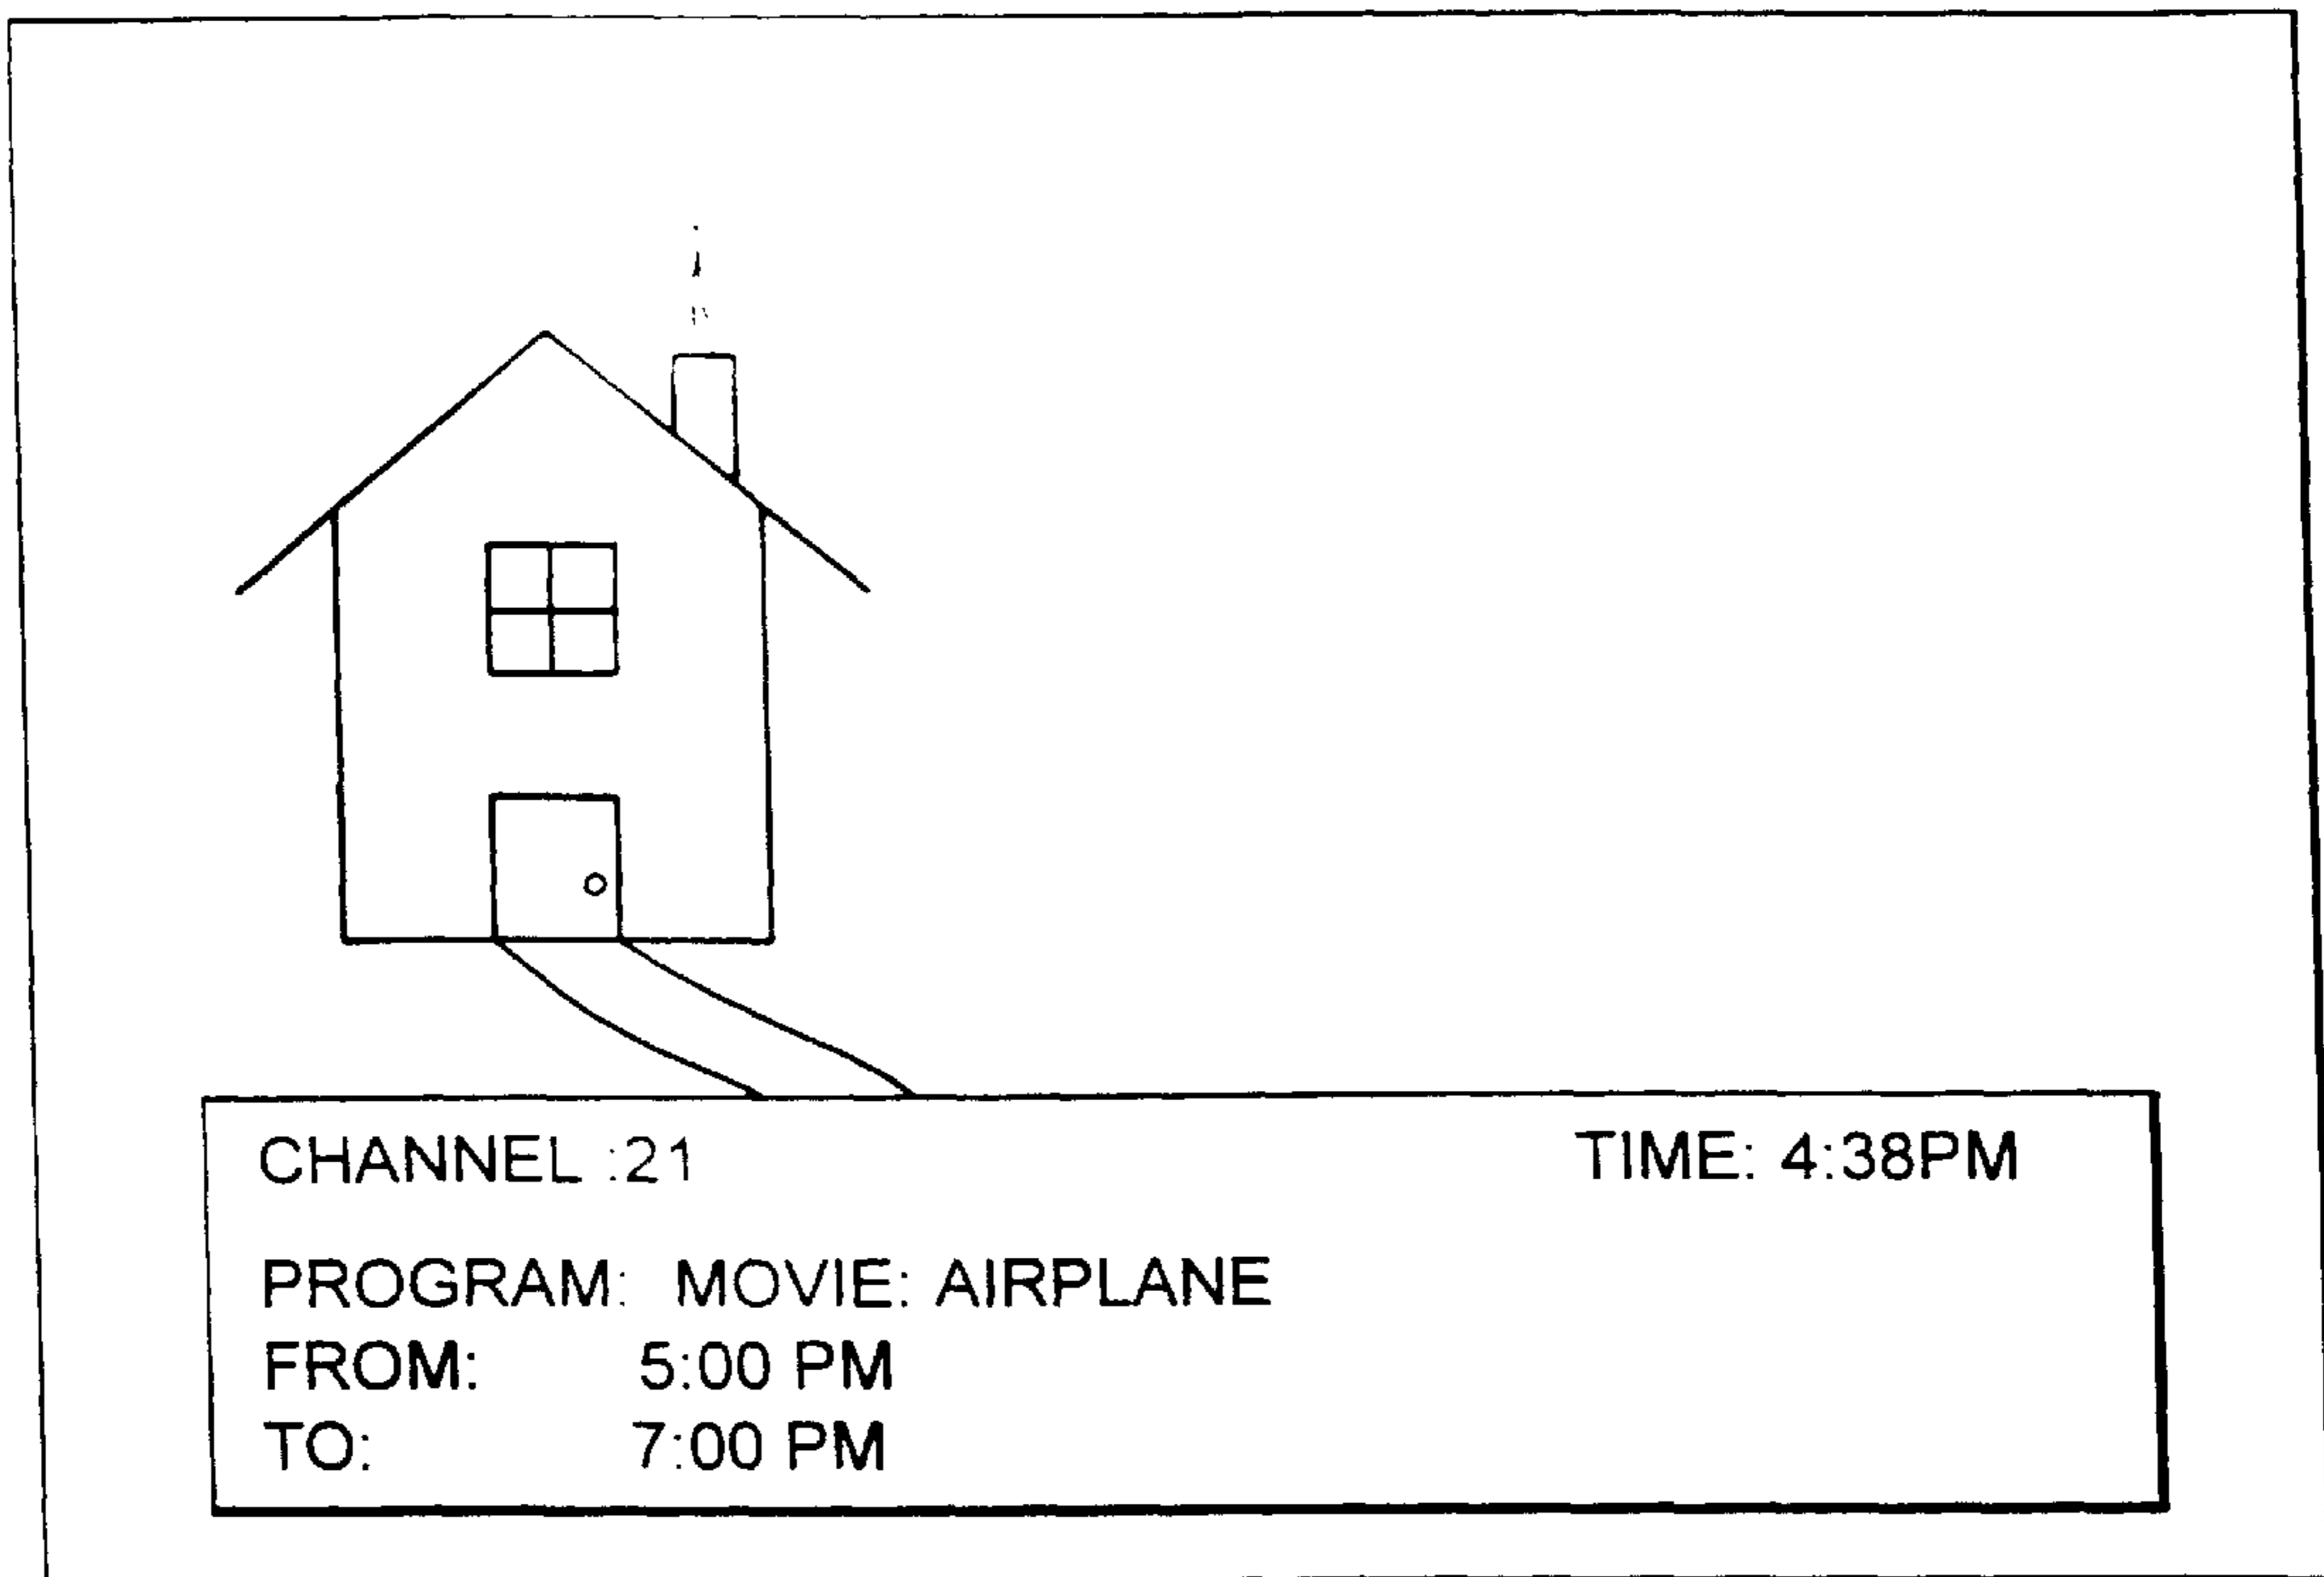 CHANNEL :21 TIME: 4:38PM
PROGRAM: MOVIE: AIRPLANE
FROM: 5:00 PM
TO: 7:00 PM